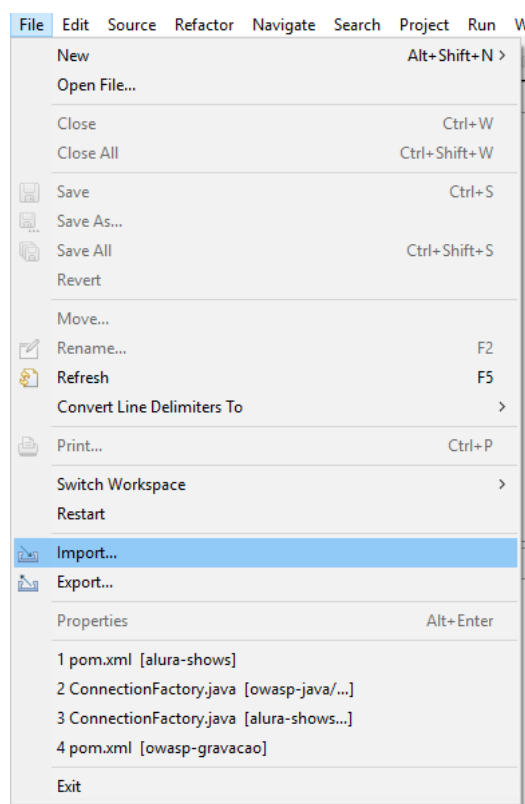 File Edit Source Refactor Navigate Search Project Run W
New Alt+Shift+N >
Open File...
Close Ctrl+W
Close All Ctrl+Shift+W
Save Ctrl+S
Save As...
Save All Ctrl+Shift+S
Revert
Move...
Rename... F2
Refresh F5
Convert Line Delimiters To >
Print... Ctrl+P
Switch Workspace >
Restart
Import...
Export...
Properties Alt+Enter
1 pom.xml [alura-shows]
2 ConnectionFactory.java [owasp-java/...]
3 ConnectionFactory.java [alura-shows...]
4 pom.xml [owasp-gravacao]
Exit